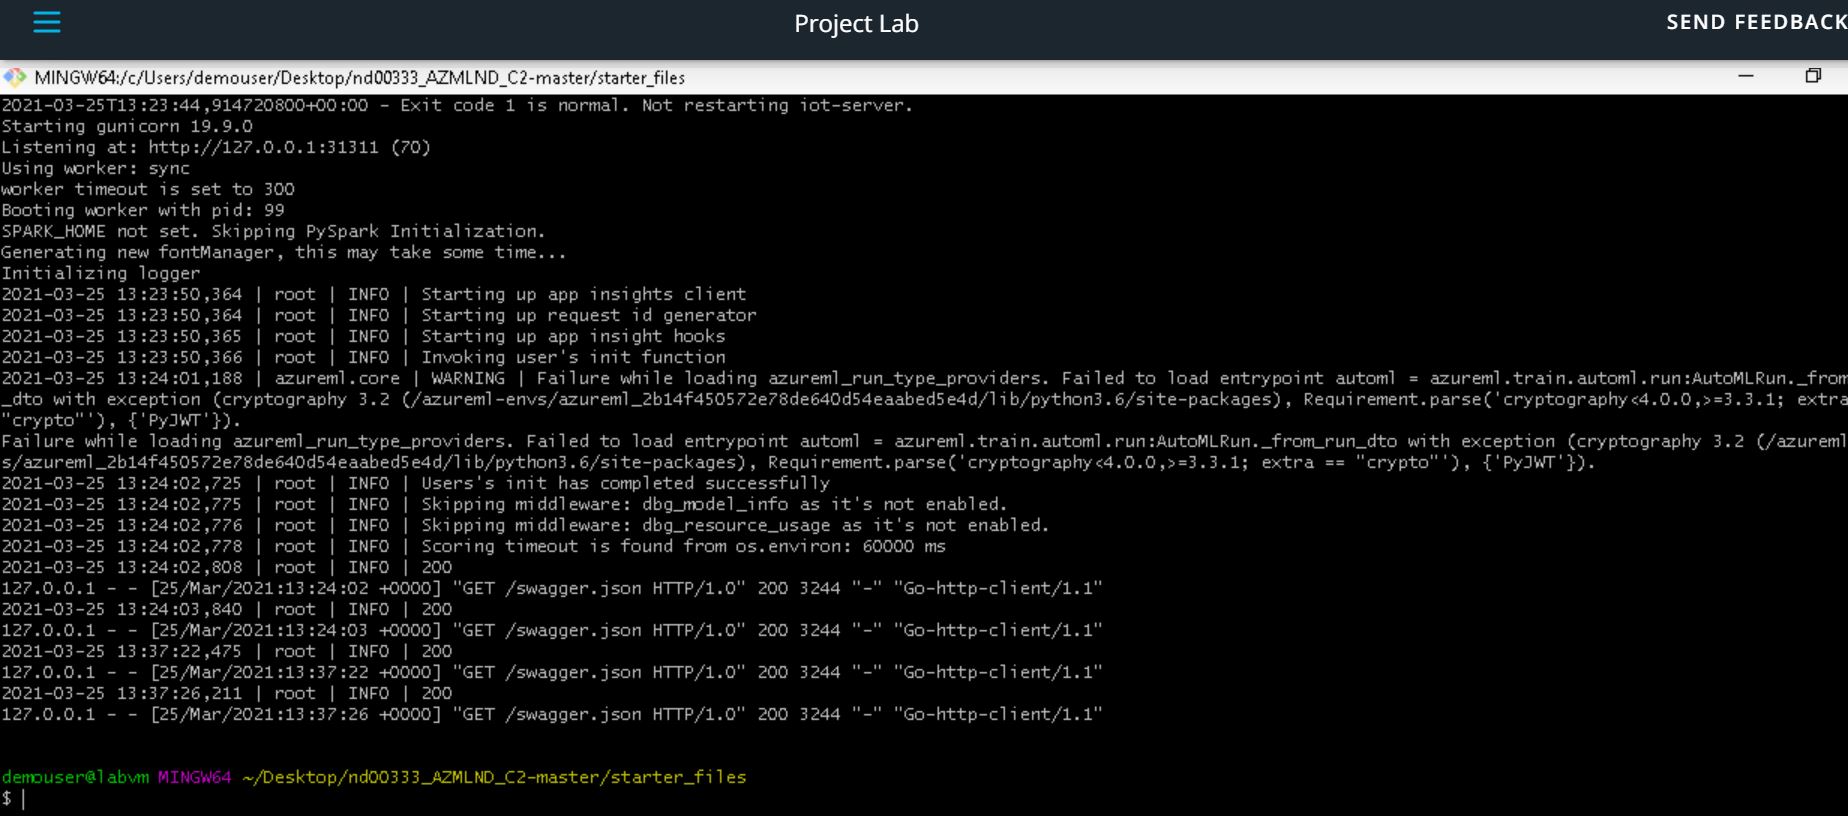 Project Lab
SEND FEEDBACK
MINGW64:/c/Users/demouser/Desktop/nd00333_AZMLND_C2-master/starter_files
2021-03-25T13:23:44,914720800+00:00 - Exit code 1 is normal. Not restarting iot-server.
Starting gunicorn 19.9.0
Listening at: http://127.0.0.1:31311 (70)
Using worker: sync
worker timeout is set to 300
Booting worker with pid: 99
SPARK_HOME not set. Skipping PySpark Initialization.
Generating new fontManager, this may take some time...
Initializing logger
2021-03-25 13:23:50,364 | root | INFO | Starting up app insights client
2021-03-25 13:23:50,364 | root | INFO | Starting up request id generator
2021-03-25 13:23:50,365 | root | INFO | Starting up app insight hooks
2021-03-25 13:23:50,366 | root | INFO | Invoking user's init function
2021-03-25 13:24:01,188 | azureml.core | WARNING | Failure while loading azureml_run_type_providers. Failed to load entrypoint automl = azureml.train.automl.run:AutoMLRun._from
_dto with exception (cryptography 3.2 (/azureml-envs/azureml_2b14f450572e78de640d54eaabed5e4d/lib/python3.6/site-packages), Requirement.parse('cryptography<4.0.0,>=3.3.1; extra
"crypto"'), {'PyJWT'}).
Failure while loading azureml_run_type_providers. Failed to load entrypoint automl = azureml.train.automl.run:AutoMLRun._from_run_dto with exception (cryptography 3.2 (/azureml
s/azureml_2b14f450572e78de640d54eaabed5e4d/lib/python3.6/site-packages), Requirement.parse('cryptography<4.0.0,>=3.3.1; extra == "crypto"'), {'PyJWT'}).
2021-03-25 13:24:02,725 | root | INFO | Users's init has completed successfully
2021-03-25 13:24:02,775 | root | INFO | Skipping middleware: dbg_model_info as it's not enabled.
2021-03-25 13:24:02,776 | root | INFO | Skipping middleware: dbg_resource_usage as it's not enabled.
2021-03-25 13:24:02,778 | root | INFO | Scoring timeout is found from os.environ: 60000 ms
2021-03-25 13:24:02,808 | root | INFO | 200
127.0.0.1 - - [25/Mar/2021:13:24:02 +0000] "GET /swagger.json HTTP/1.0" 200 3244 "-" "Go-http-client/1.1"
2021-03-25 13:24:03,840 | root | INFO | 200
127.0.0.1 - - [25/Mar/2021:13:24:03 +0000] "GET /swagger.json HTTP/1.0" 200 3244 "-" "Go-http-client/1.1"
2021-03-25 13:37:22,475 | root | INFO | 200
127.0.0.1 - - [25/Mar/2021:13:37:22 +0000] "GET /swagger.json HTTP/1.0" 200 3244 "-" "Go-http-client/1.1"
2021-03-25 13:37:26,211 | root | INFO | 200
127.0.0.1 - - [25/Mar/2021:13:37:26 +0000] "GET /swagger.json HTTP/1.0" 200 3244 "-" "Go-http-client/1.1"
demouser@labvm MINGW64 ~/Desktop/nd00333_AZMLND_C2-master/starter_files
$